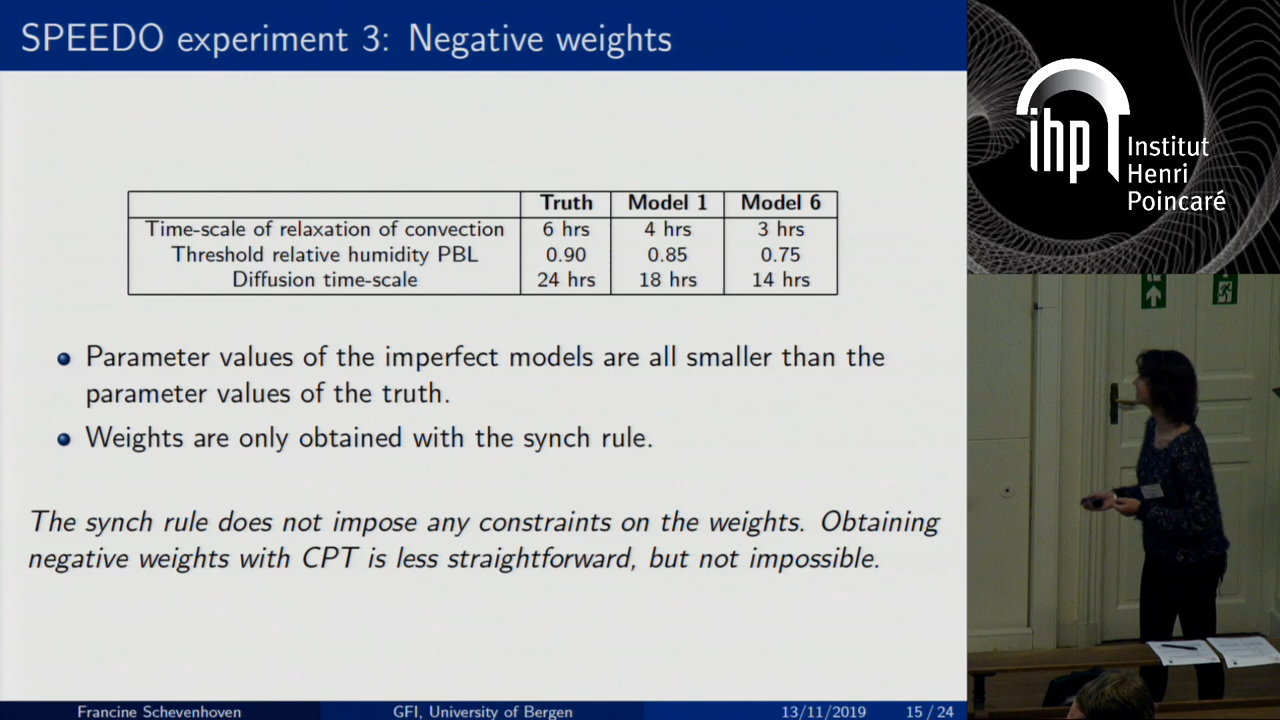 SPEEDO experiment 3: Negative weights
Truth Model 1 Model 6
Time-scale of relaxation of convection 6 hrs 4 hrs 3 hrs
Threshold relative humidity PBL 0.90 0.85 0.75
Diffusion time-scale 24 hrs 18 hrs 14 hrs
Parameter values of the imperfect models are all smaller than the
parameter values of the truth.
Weights are only obtained with the synch rule.
The synch rule does not impose any constraints on the weights. Obtaining
negative weights with CPT is less straightforward, but not impossible.
Francine Schevenhoven GFI, University of Bergen 13/11/2019 15 / 24
ihp Institut
Henri
Poincaré